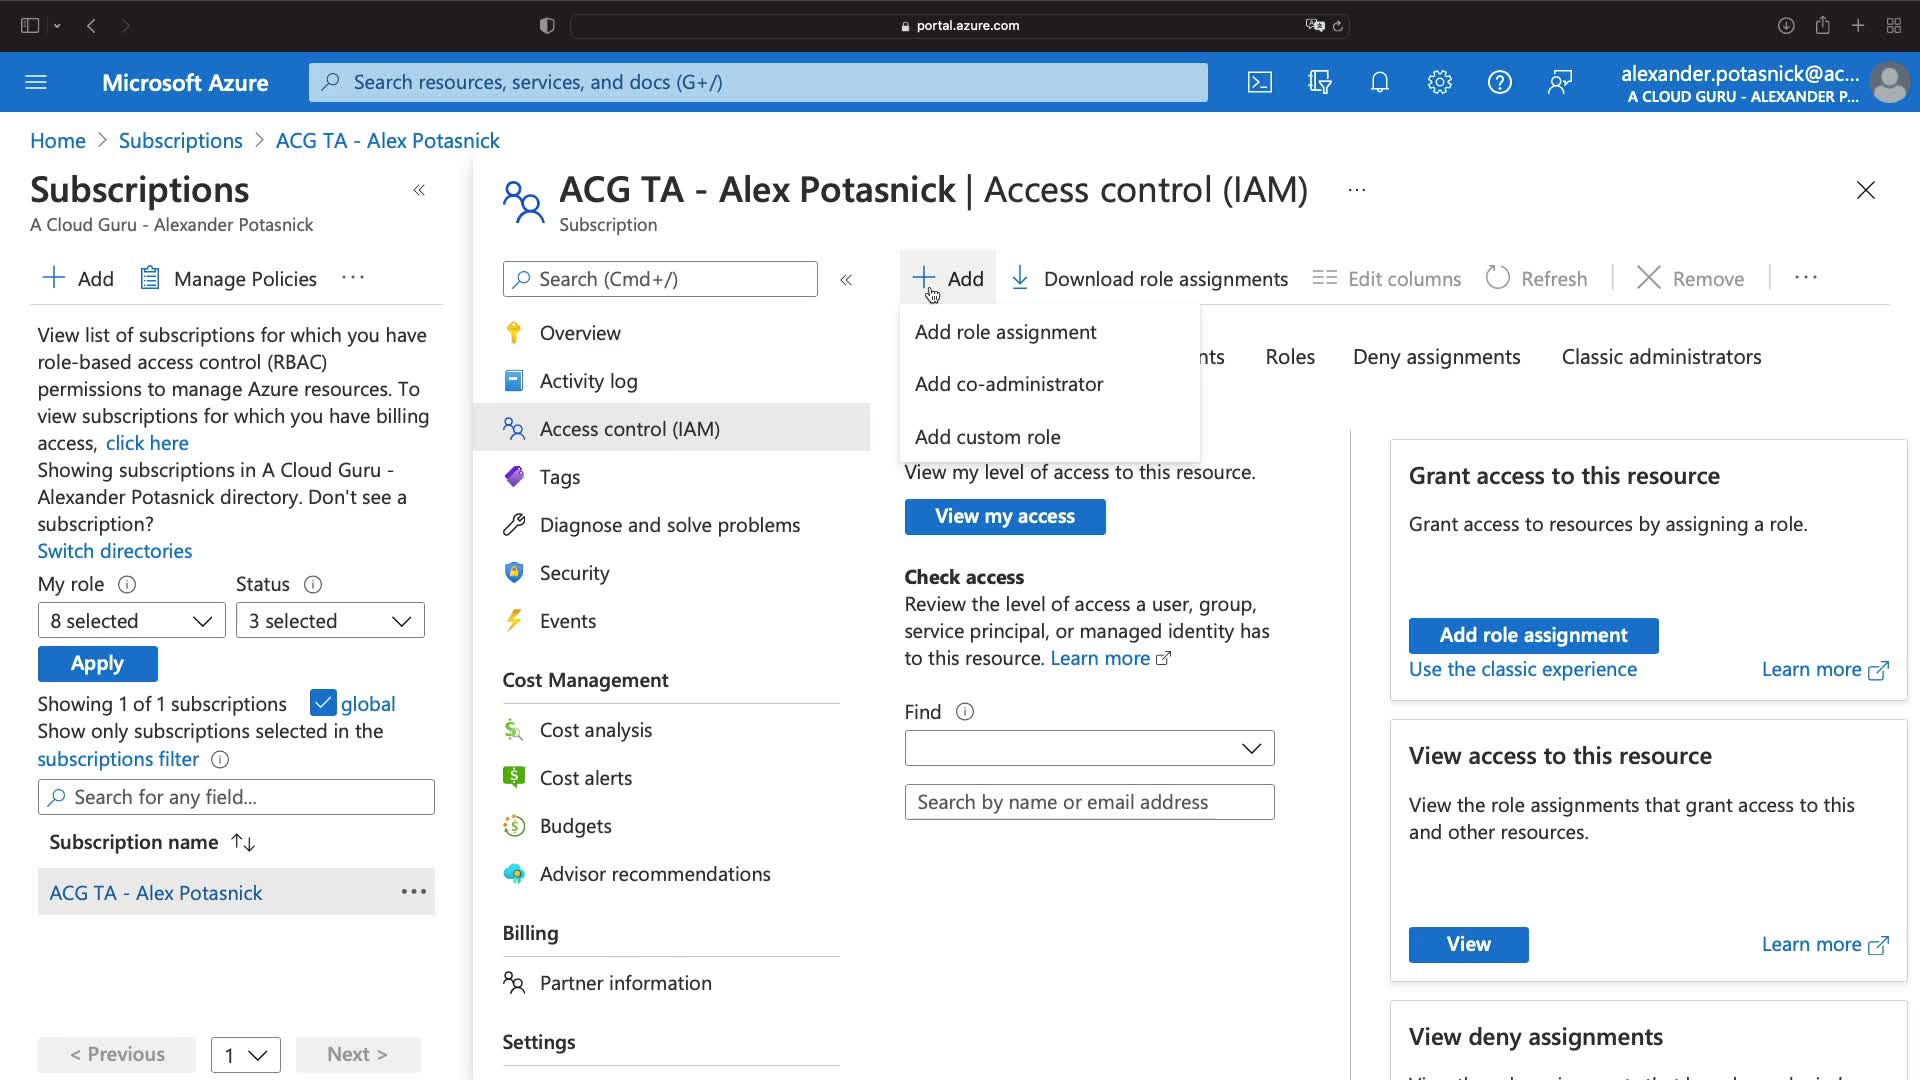 portal.azure.com
Microsoft Azure
Search resources, services, and docs (G+/)
alexander.potasnick@ac...
A CLOUD GURU - ALEXANDER P...
Home > Subscriptions > ACG TA - Alex Potasnick
Subscriptions
A Cloud Guru - Alexander Potasnick
Add
Manage Policies
View list of subscriptions for which you have
role-based access control (RBAC)
permissions to manage Azure resources. To
view subscriptions for which you have billing
access, click here
Showing subscriptions in A Cloud Guru -
Alexander Potasnick directory. Don't see a
subscription?
Switch directories
My role
Status
8 selected
3 selected
Apply
Showing 1 of 1 subscriptions
global
Show only subscriptions selected in the
subscriptions filter
Search for any field...
Subscription name
ACG TA - Alex Potasnick
< Previous
1
Next >
ACG TA - Alex Potasnick | Access control (IAM)
Subscription
Search (Cmd+/)
Overview
Activity log
Access control (IAM)
Tags
Diagnose and solve problems
Security
Events
Cost Management
Cost analysis
Cost alerts
Budgets
Advisor recommendations
Billing
Partner information
Settings
Add
Download role assignments
Edit columns
Refresh
Remove
Add role assignment
Add co-administrator
Add custom role
nts
Roles
Deny assignments
Classic administrators
View my level of access to this resource.
View my access
Check access
Review the level of access a user, group,
service principal, or managed identity has
to this resource. Learn more
Find
Search by name or email address
Grant access to this resource
Grant access to resources by assigning a role.
Add role assignment
Use the classic experience
Learn more
View access to this resource
View the role assignments that grant access to this
and other resources.
View
Learn more
View deny assignments